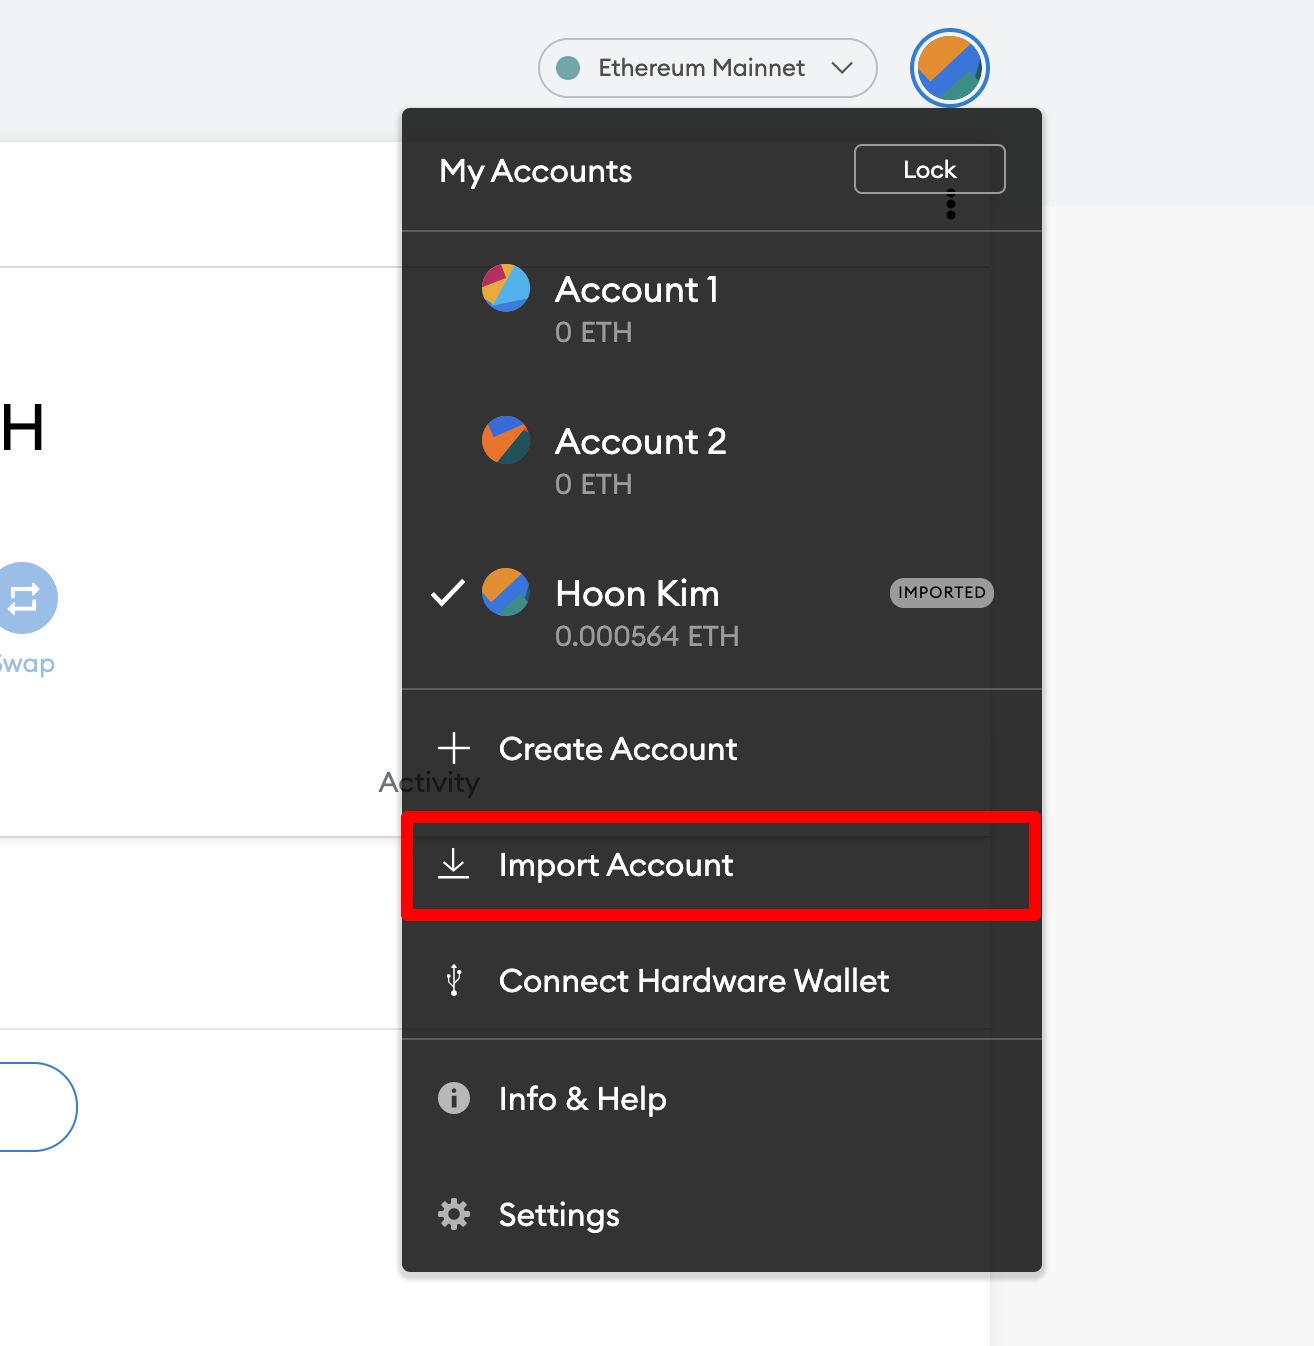 Ethereum Mainnet
My Accounts
Lock
Account 1
0 ETH
H
Account 2
0 ETH
Hoon Kim
IMPORTED
0.000564 ETH
Swap
Create Account
Activity
Import Account
Connect Hardware Wallet
Info & Help
Settings